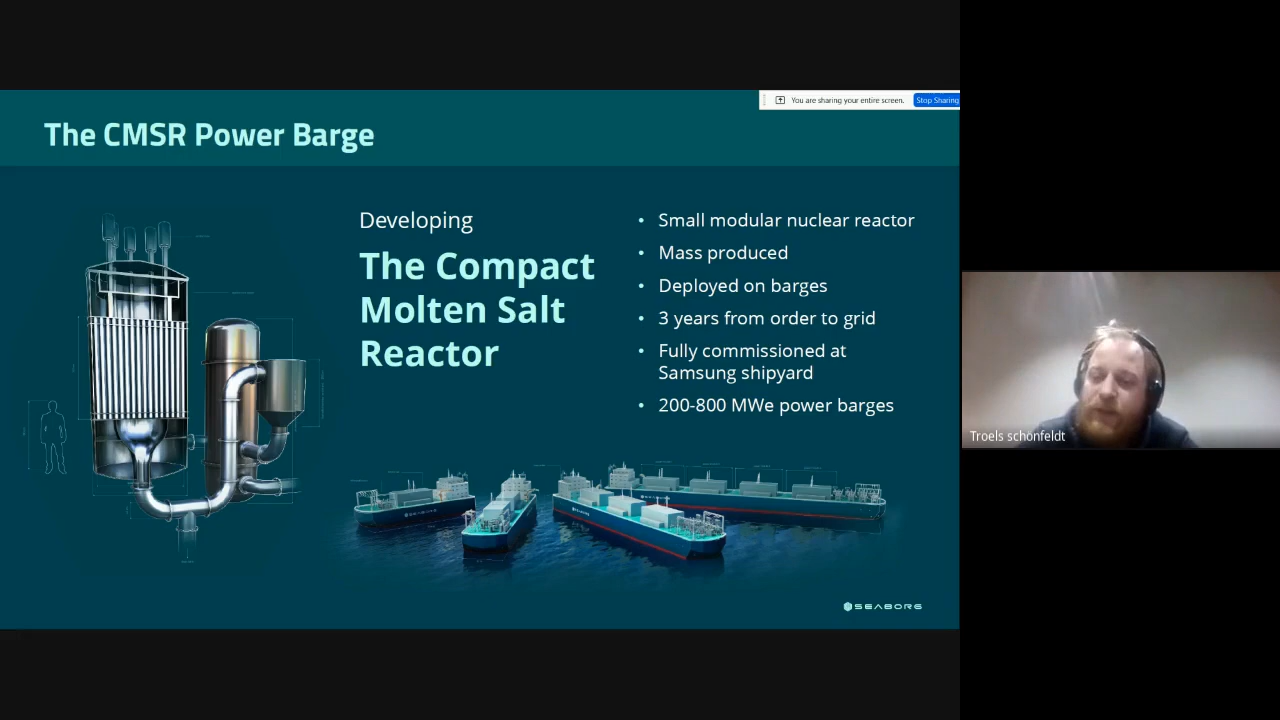 You are sharing your entire screen.
Stop Sharing
The CMSR Power Barge
Developing
The Compact
Molten Salt
Reactor
• Small modular nuclear reactor
• Mass produced
• Deployed on barges
• 3 years from order to grid
• Fully commissioned at
Samsung shipyard
• 200-800 MWe power barges
SEABORG
Troels schönfeldt